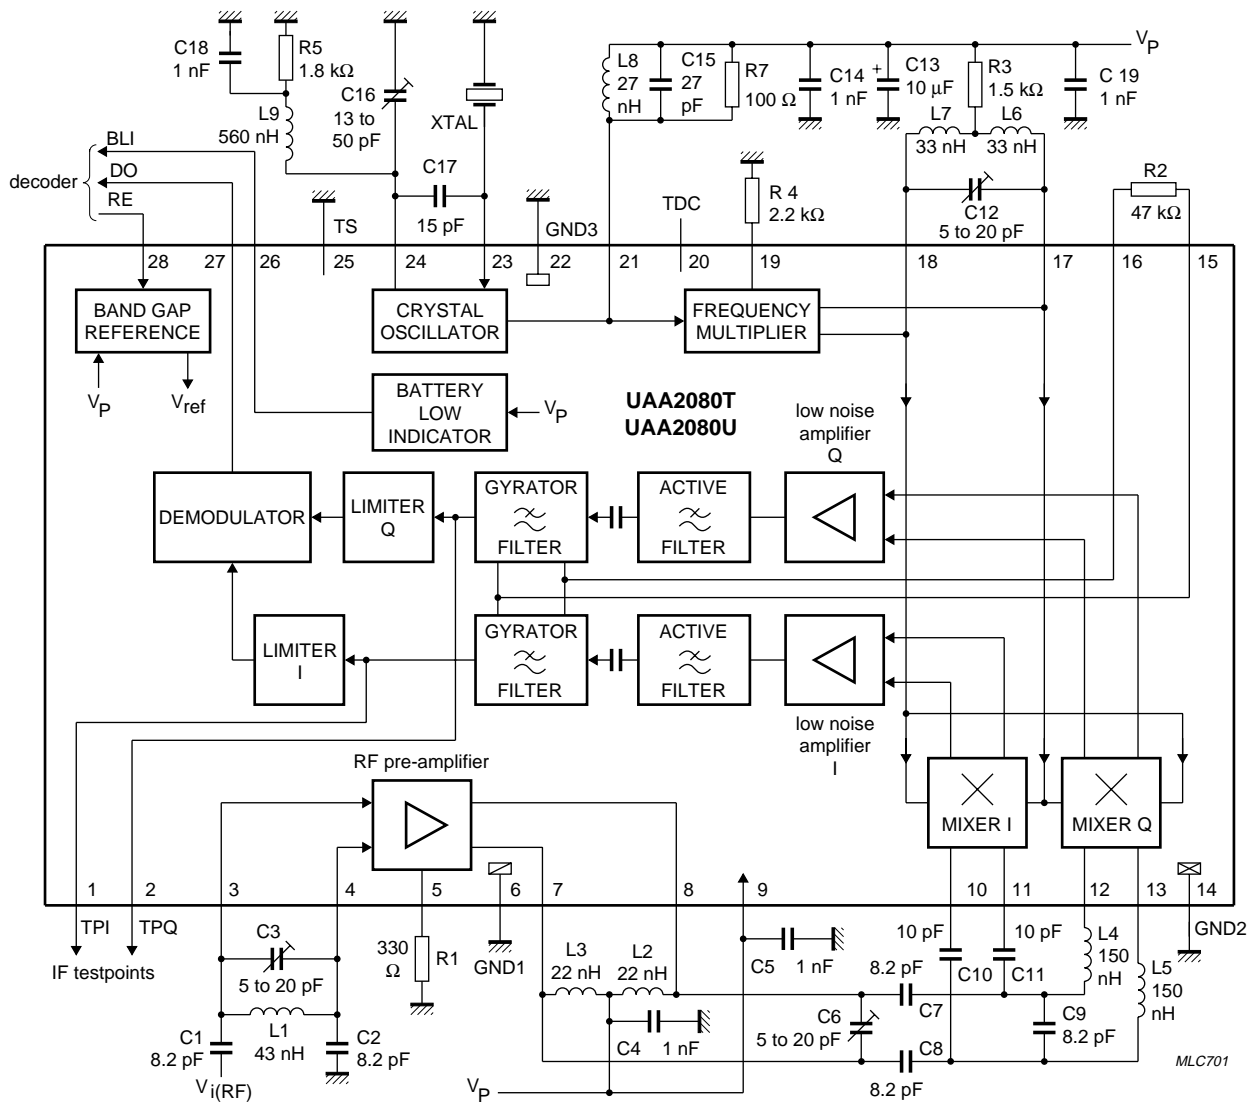 C18
1 nF
R5
1.8 kΩ
C16
13 to
50 pF
XTAL
L9
560 nH
C17
15 pF
L8
27
nH
C15
27
pF
R7
100 Ω
C14
1 nF
+
C13
10 μF
R3
1.5 kΩ
C 19
1 nF
VP
L7
33 nH
L6
33 nH
decoder
BLI
DO
RE
TS
GND3
TDC
R 4
2.2 kΩ
C12
5 to 20 pF
R2
47 kΩ
28
27
26
25
24
23
22
21
20
19
18
17
16
15
BAND GAP
REFERENCE
VP
Vref
CRYSTAL
OSCILLATOR
FREQUENCY
MULTIPLIER
BATTERY
LOW
INDICATOR
VP
UAA2080T
UAA2080U
low noise
amplifier
Q
DEMODULATOR
LIMITER
Q
GYRATOR
FILTER
ACTIVE
FILTER
LIMITER
I
GYRATOR
FILTER
ACTIVE
FILTER
low noise
amplifier
I
RF pre-amplifier
MIXER I
MIXER Q
1
2
3
4
5
6
7
8
9
10
11
12
13
14
TPI
TPQ
IF testpoints
C3
5 to 20 pF
L1
43 nH
C1
8.2 pF
C2
8.2 pF
Vi(RF)
330
Ω
R1
GND1
L3
22 nH
L2
22 nH
C4
1 nF
C5
1 nF
VP
C6
5 to 20 pF
8.2 pF
C7
C8
8.2 pF
10 pF
C10
10 pF
C11
C9
8.2 pF
L4
150
nH
L5
150
nH
GND2
MLC701